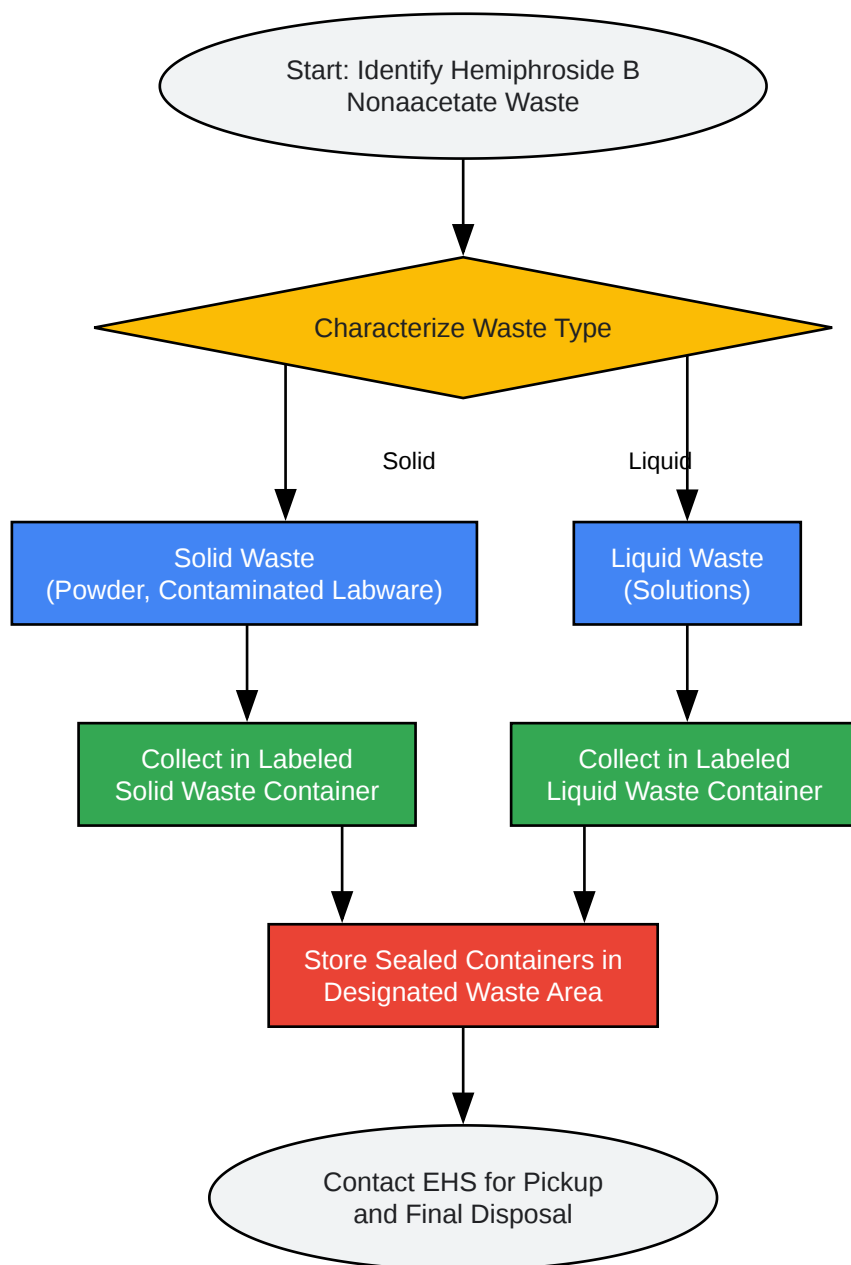 Start: Identify Hemiphroside B
Nonaacetate Waste
Characterize Waste Type
Solid
Liquid
Solid Waste
(Powder, Contaminated Labware)
Liquid Waste
(Solutions)
Collect in Labeled
Solid Waste Container
Collect in Labeled
Liquid Waste Container
Store Sealed Containers in
Designated Waste Area
Contact EHS for Pickup
and Final Disposal